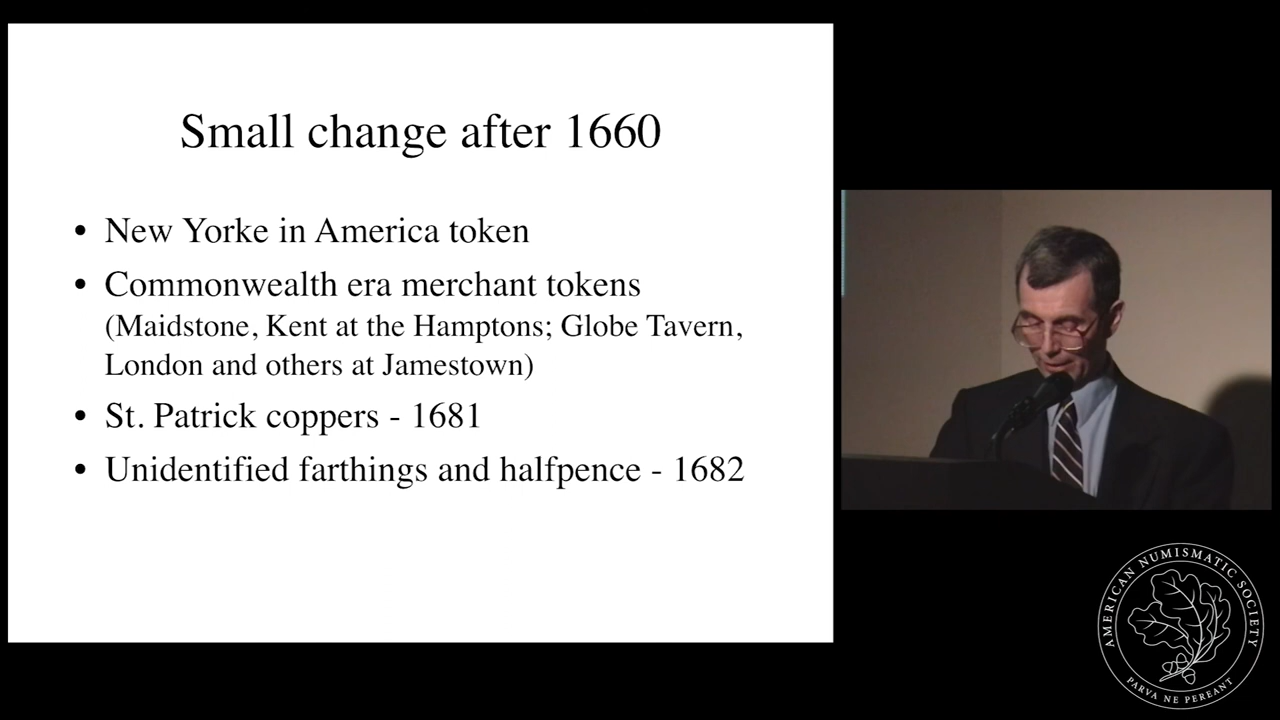 Small change after 1660
• New Yorke in America token
• Commonwealth era merchant tokens
(Maidstone, Kent at the Hamptons; Globe Tavern,
London and others at Jamestown)
• St. Patrick coppers - 1681
• Unidentified farthings and halfpence - 1682
AMERICAN NUMISMATIC SOCIETY
PARVA NE PEREANT